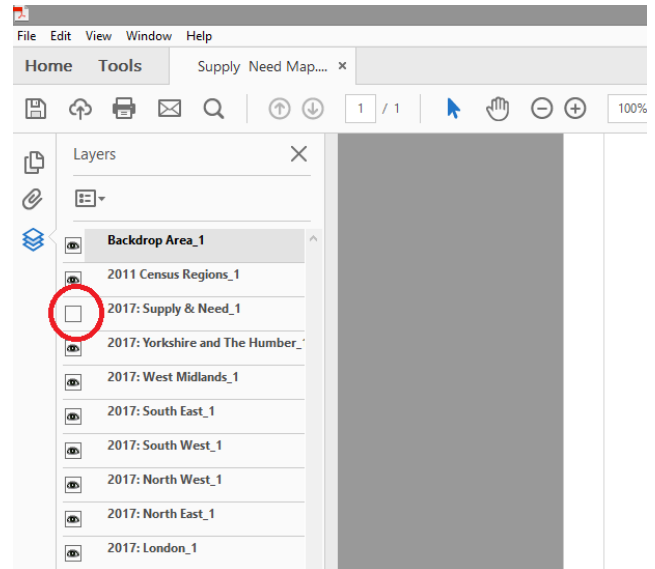 File Edit View Window Help
Home Tools Supply Need Map....
1 / 1 100%
Layers
Backdrop Area_1
2011 Census Regions_1
2017: Supply & Need_1
2017: Yorkshire and The Humber_
2017: West Midlands_1
2017: South East_1
2017: South West_1
2017: North West_1
2017: North East_1
2017: London_1